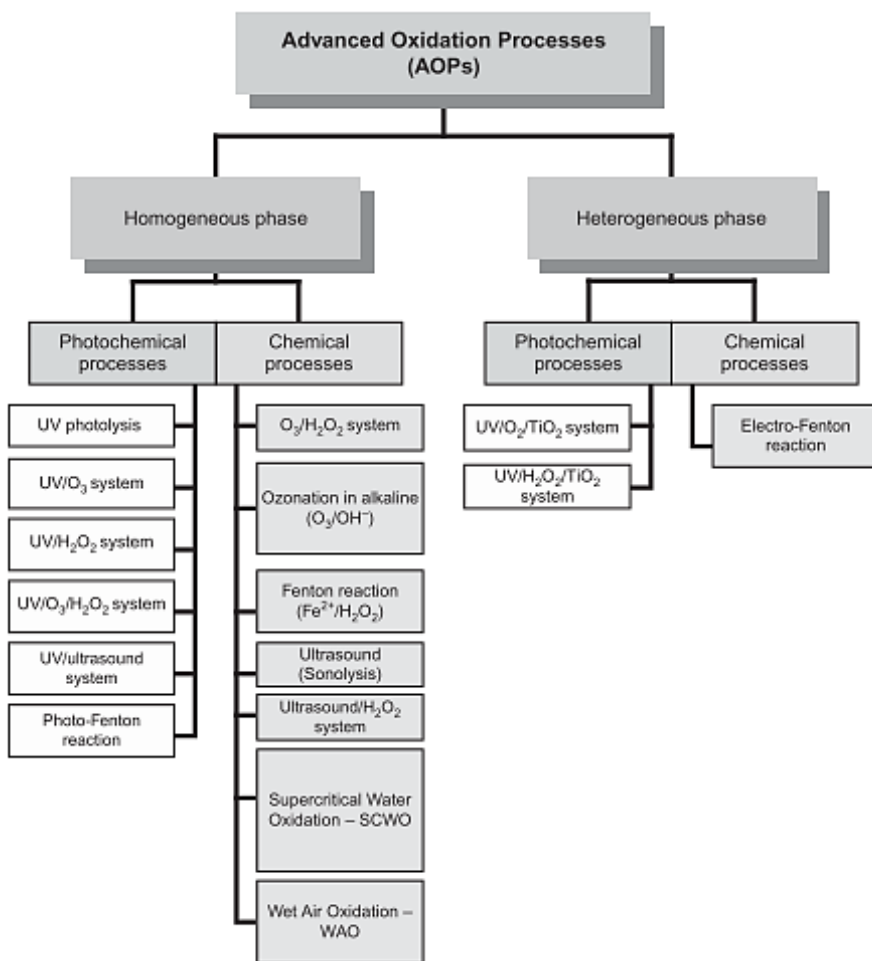 Advanced Oxidation Processes
(AOPs)
Homogeneous phase
Heterogeneous phase
Photochemical
processes
Chemical
processes
Photochemical
processes
Chemical
processes
UV photolysis
UV/O₃ system
UV/H₂O₂ system
UV/O₃/H₂O₂ system
UV/ultrasound
system
Photo-Fenton
reaction
O₃/H₂O₂ system
Ozonation in alkaline
(O₃/OH⁻)
Fenton reaction
(Fe²⁺/H₂O₂)
Ultrasound
(Sonolysis)
Ultrasound/H₂O₂
system
Supercritical Water
Oxidation – SCWO
Wet Air Oxidation –
WAO
UV/O₂/TiO₂ system
UV/H₂O₂/TiO₂
system
Electro-Fenton
reaction